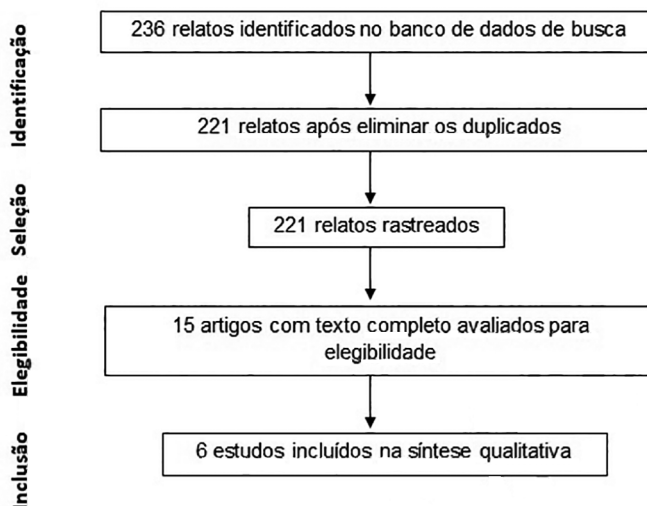 Identificação
236 relatos identificados no banco de dados de busca
221 relatos após eliminar os duplicados
Seleção
221 relatos rastreados
Elegibilidade
15 artigos com texto completo avaliados para
elegibilidade
Inclusão
6 estudos incluídos na síntese qualitativa